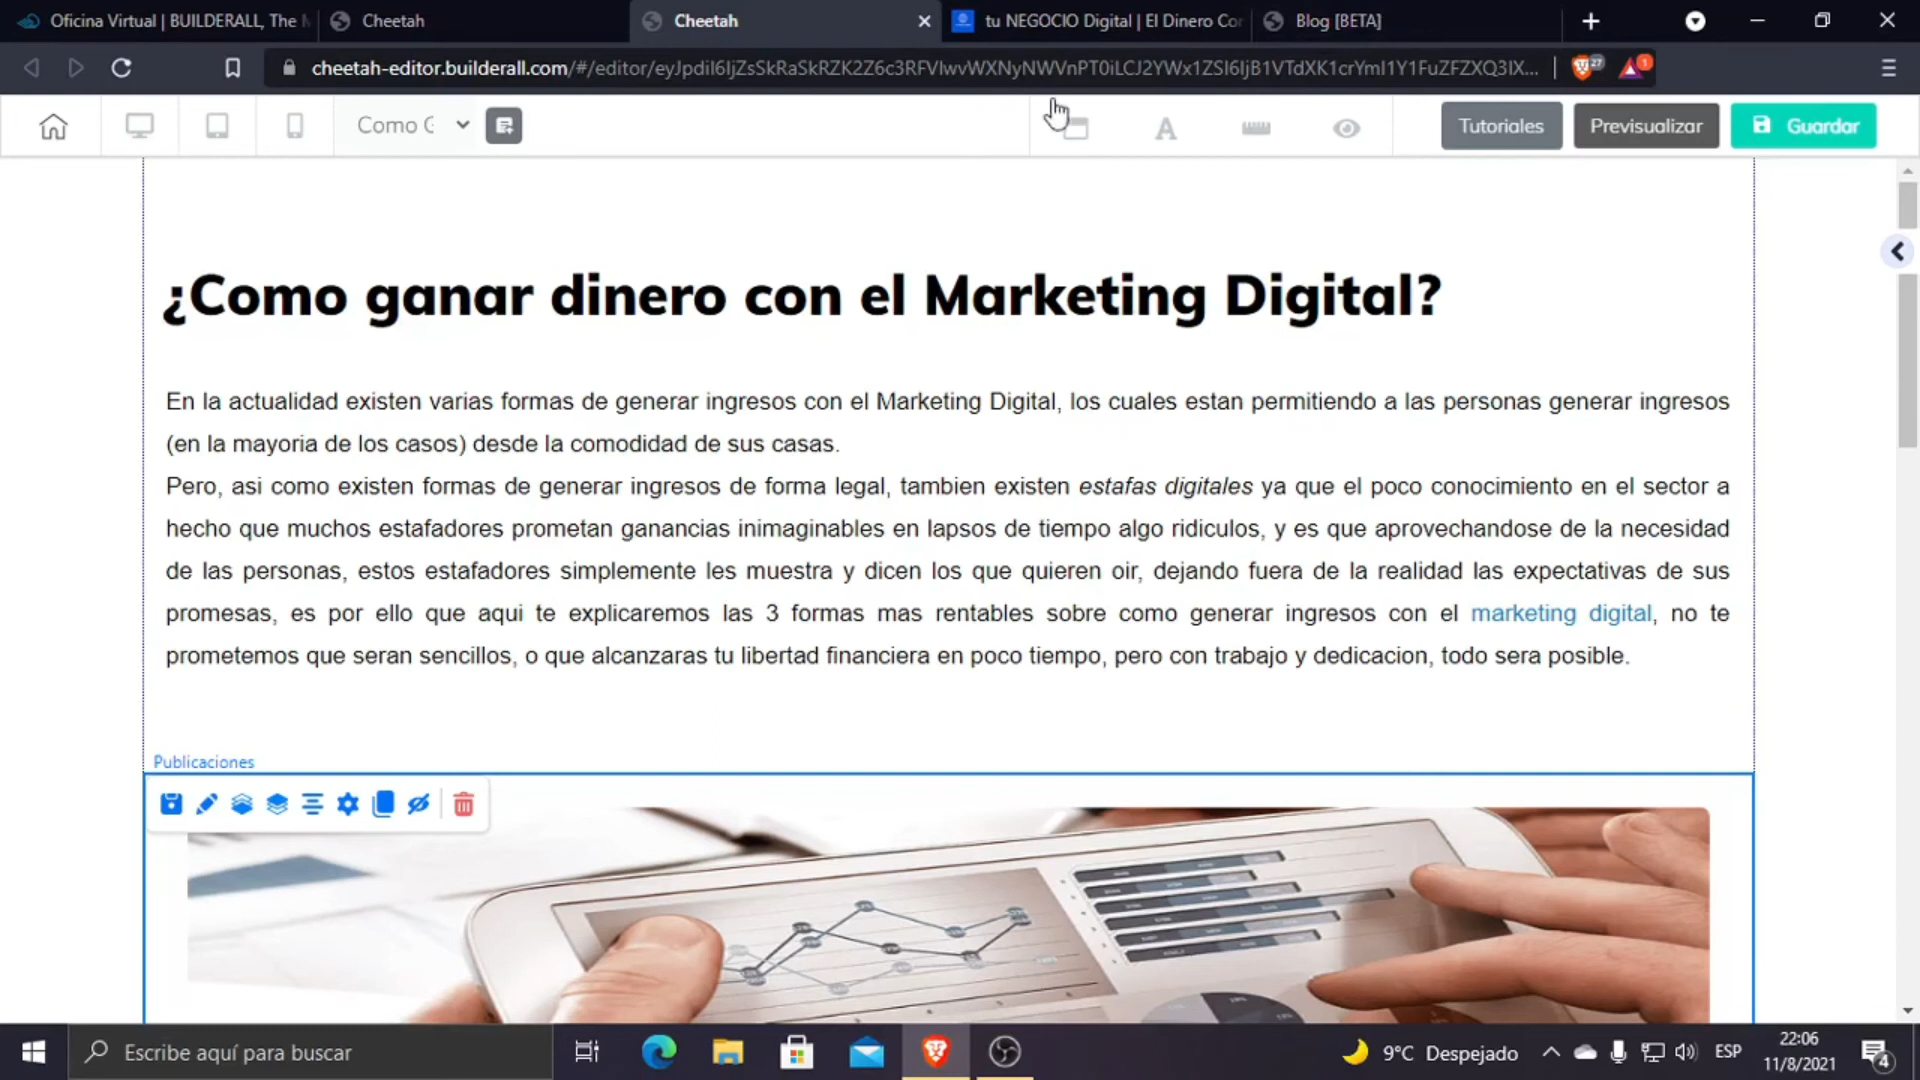 Oficina Virtual | BUILDERALL, The
Cheetah
Cheetah
tu NEGOCIO Digital | El Dinero Cor
Blog [BETA]
cheetah-editor.builderall.com/#/editor/
27
1
Como G
A
Tutoriales
Previsualizar
Guardar
¿Como ganar dinero con el Marketing Digital?
En la actualidad existen varias formas de generar ingresos con el Marketing Digital, los cuales estan permitiendo a las personas generar ingresos
(en la mayoria de los casos) desde la comodidad de sus casas.
Pero, asi como existen formas de generar ingresos de forma legal, tambien existen estafas digitales ya que el poco conocimiento en el sector a
hecho que muchos estafadores prometan ganancias inimaginables en lapsos de tiempo algo ridiculos, y es que aprovechandose de la necesidad
de las personas, estos estafadores simplemente les muestra y dicen los que quieren oir, dejando fuera de la realidad las expectativas de sus
promesas, es por ello que aqui te explicaremos las 3 formas mas rentables sobre como generar ingresos con el marketing digital, no te
prometemos que seran sencillos, o que alcanzaras tu libertad financiera en poco tiempo, pero con trabajo y dedicacion, todo sera posible.
Publicaciones
Escribe aquí para buscar
9°C Despejado
ESP
22:06
11/8/2021
4